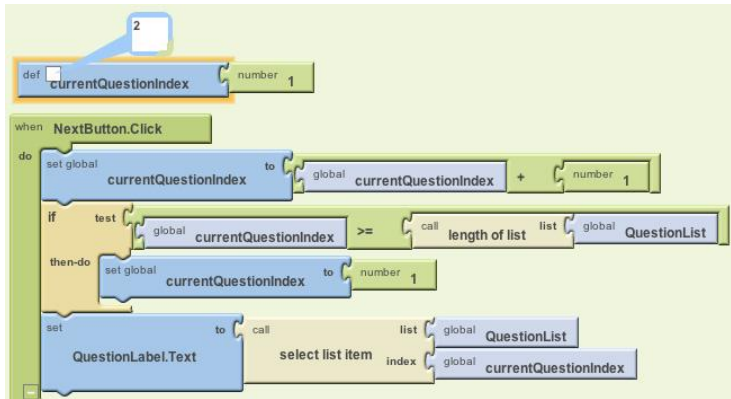 2
def currentQuestionIndex number 1
when NextButton.Click
do set global currentQuestionIndex to global currentQuestionIndex + number 1
if test global currentQuestionIndex >= call length of list list global QuestionList
then-do set global currentQuestionIndex to number 1
set QuestionLabel.Text to call select list item list global QuestionList
index global currentQuestionIndex